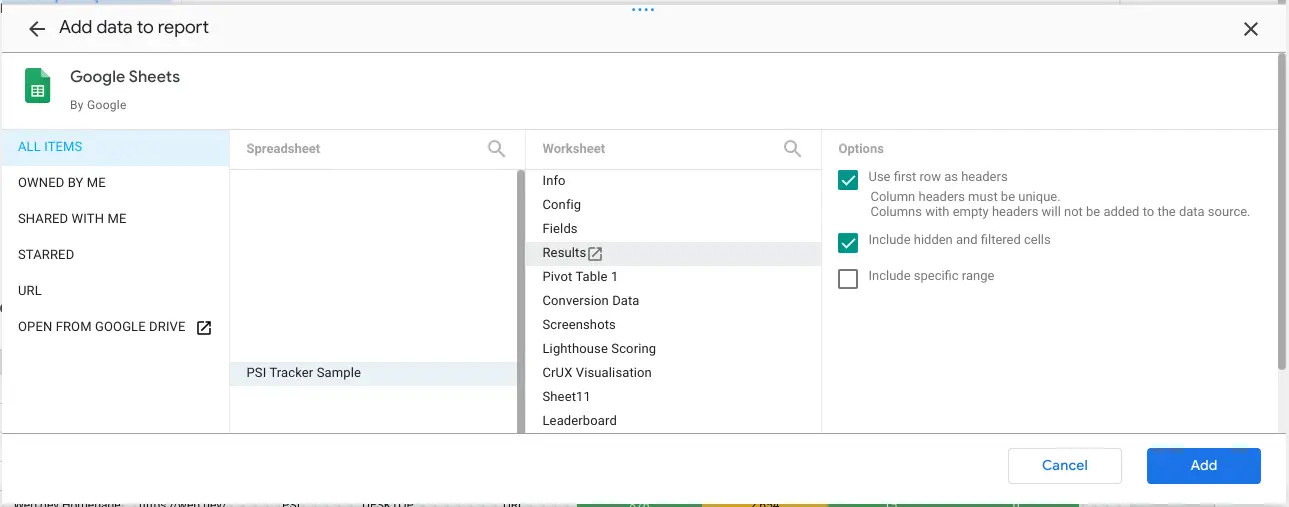 Add data to report
Google Sheets
By Google
ALL ITEMS
OWNED BY ME
SHARED WITH ME
STARRED
URL
OPEN FROM GOOGLE DRIVE
Spreadsheet
PSI Tracker Sample
Worksheet
Info
Config
Fields
Results
Pivot Table 1
Conversion Data
Screenshots
Lighthouse Scoring
CrUX Visualisation
Sheet11
Leaderboard
Options
Use first row as headers
Column headers must be unique.
Columns with empty headers will not be added to the data source.
Include hidden and filtered cells
Include specific range
Cancel
Add